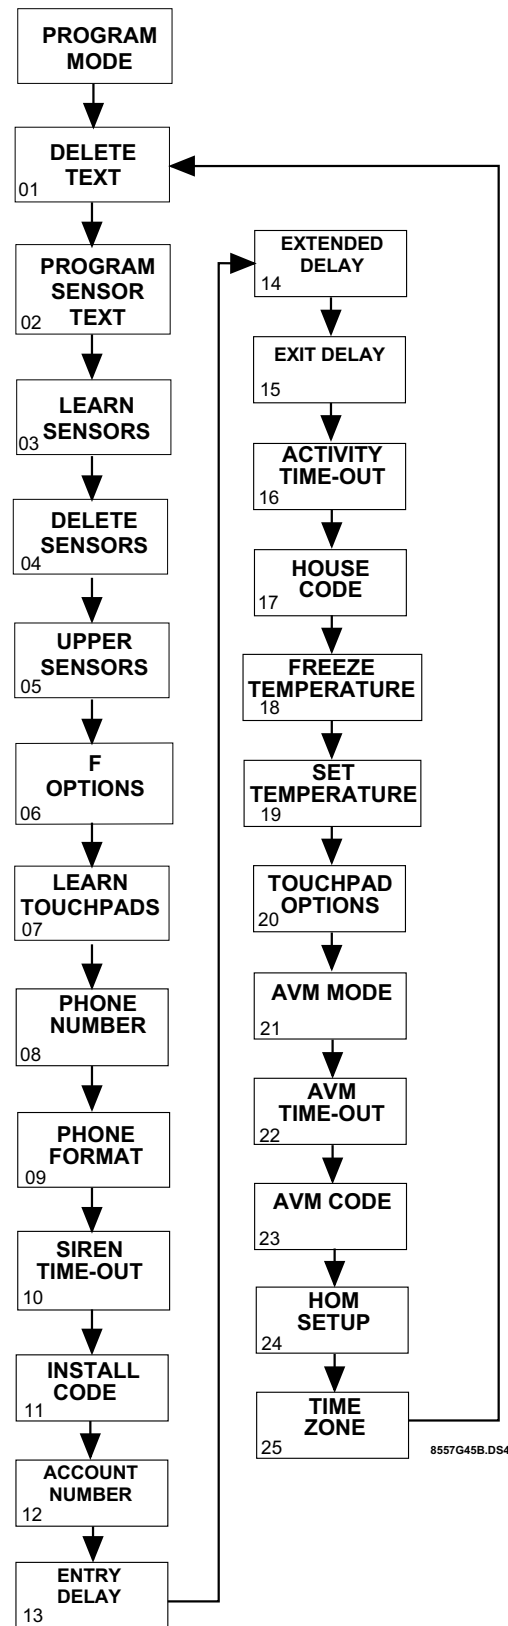 PROGRAM
MODE
DELETE
TEXT
01
PROGRAM
SENSOR
TEXT
02
LEARN
SENSORS
03
DELETE
SENSORS
04
UPPER
SENSORS
05
F
OPTIONS
06
LEARN
TOUCHPADS
07
PHONE
NUMBER
08
PHONE
FORMAT
09
SIREN
TIME-OUT
10
INSTALL
CODE
11
ACCOUNT
NUMBER
12
ENTRY
DELAY
13
EXTENDED
DELAY
14
EXIT DELAY
15
ACTIVITY
TIME-OUT
16
HOUSE
CODE
17
FREEZE
TEMPERATURE
18
SET
TEMPERATURE
19
TOUCHPAD
OPTIONS
20
AVM MODE
21
AVM
TIME-OUT
22
AVM CODE
23
HOM
SETUP
24
TIME
ZONE
25
8557G45B.DS4